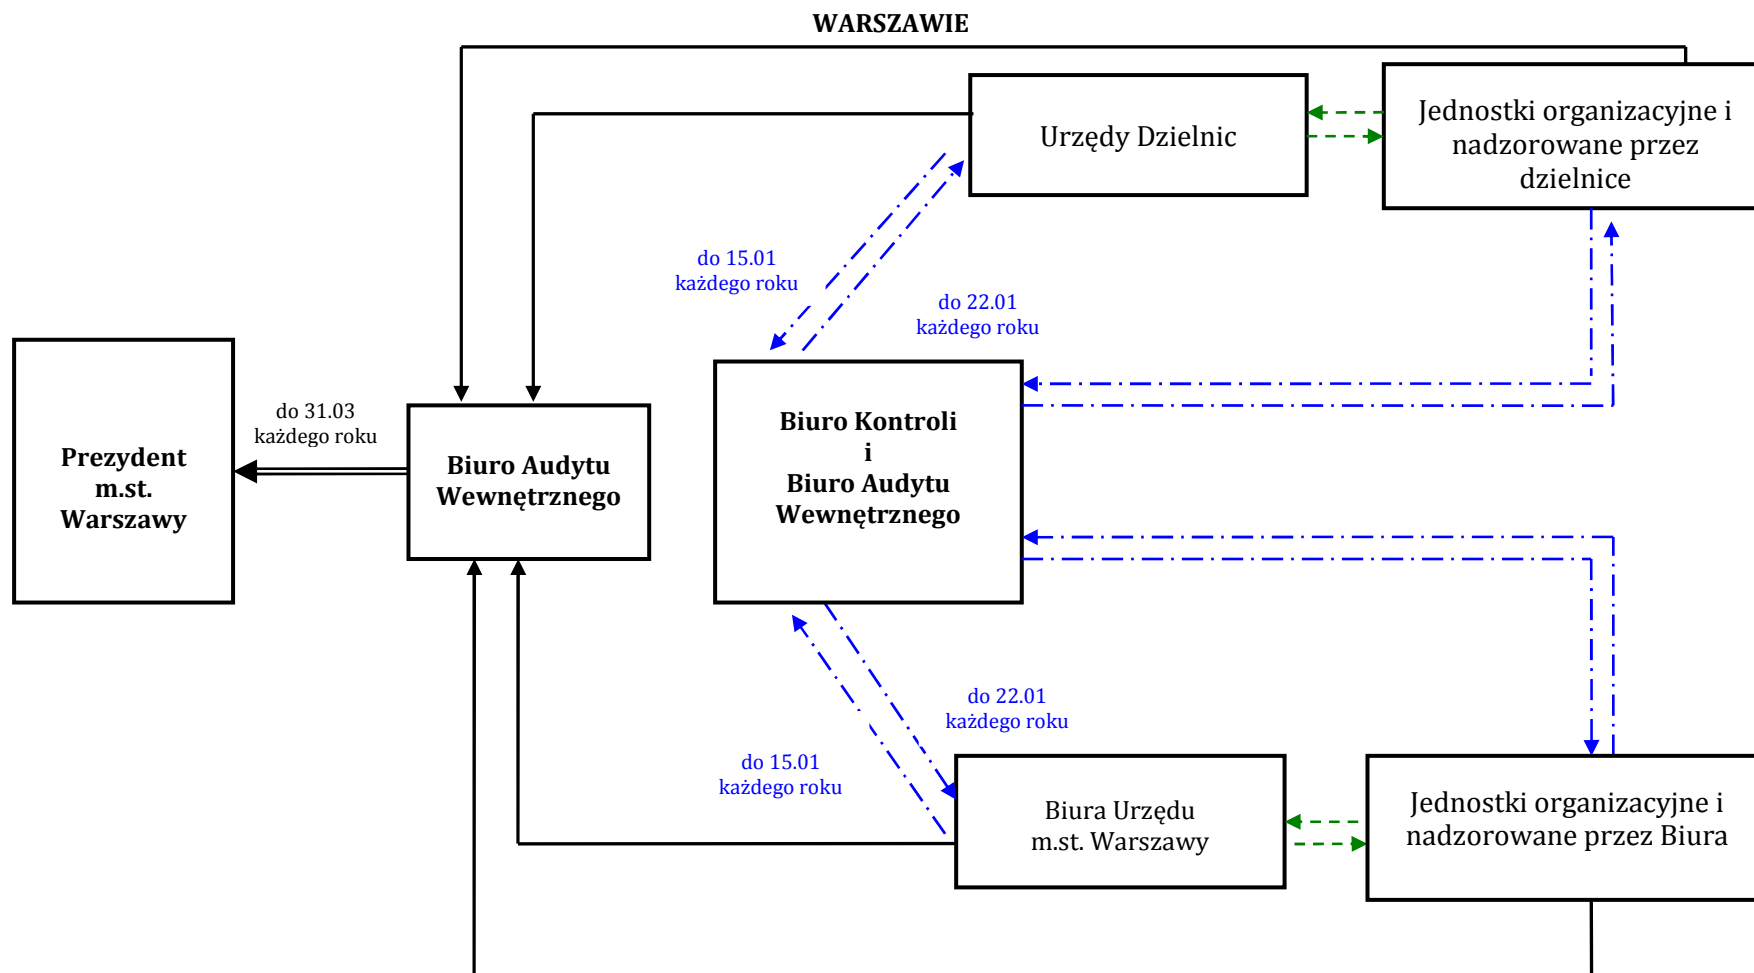 WARSZAWIE
Urzędy Dzielnic
Jednostki organizacyjne i
nadzorowane przez
dzielnice
do 15.01
każdego roku
do 22.01
każdego roku
Prezydent
m.st.
Warszawy
do 31.03
każdego roku
Biuro Audytu
Wewnętrznego
Biuro Kontroli
i
Biuro Audytu
Wewnętrznego
do 22.01
każdego roku
do 15.01
każdego roku
Biura Urzędu
m.st. Warszawy
Jednostki organizacyjne i
nadzorowane przez Biura